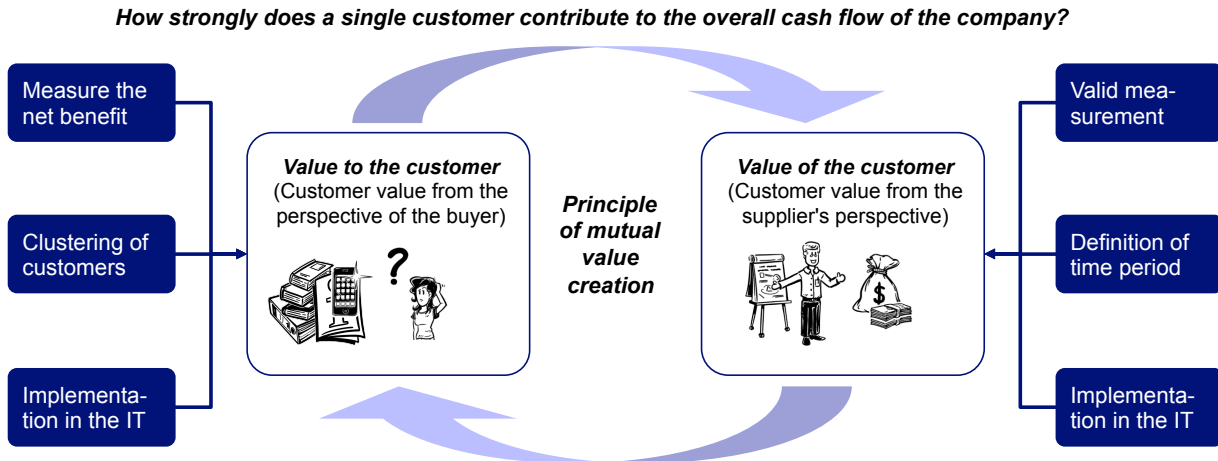 How strongly does a single customer contribute to the overall cash flow of the company?
Measure the
net benefit
Clustering of
customers
Implementa-
tion in the IT
Value to the customer
(Customer value from the
perspective of the buyer)
?
Principle
of mutual
value
creation
Value of the customer
(Customer value from the
supplier's perspective)
$
Valid mea-
surement
Definition of
time period
Implementa-
tion in the IT